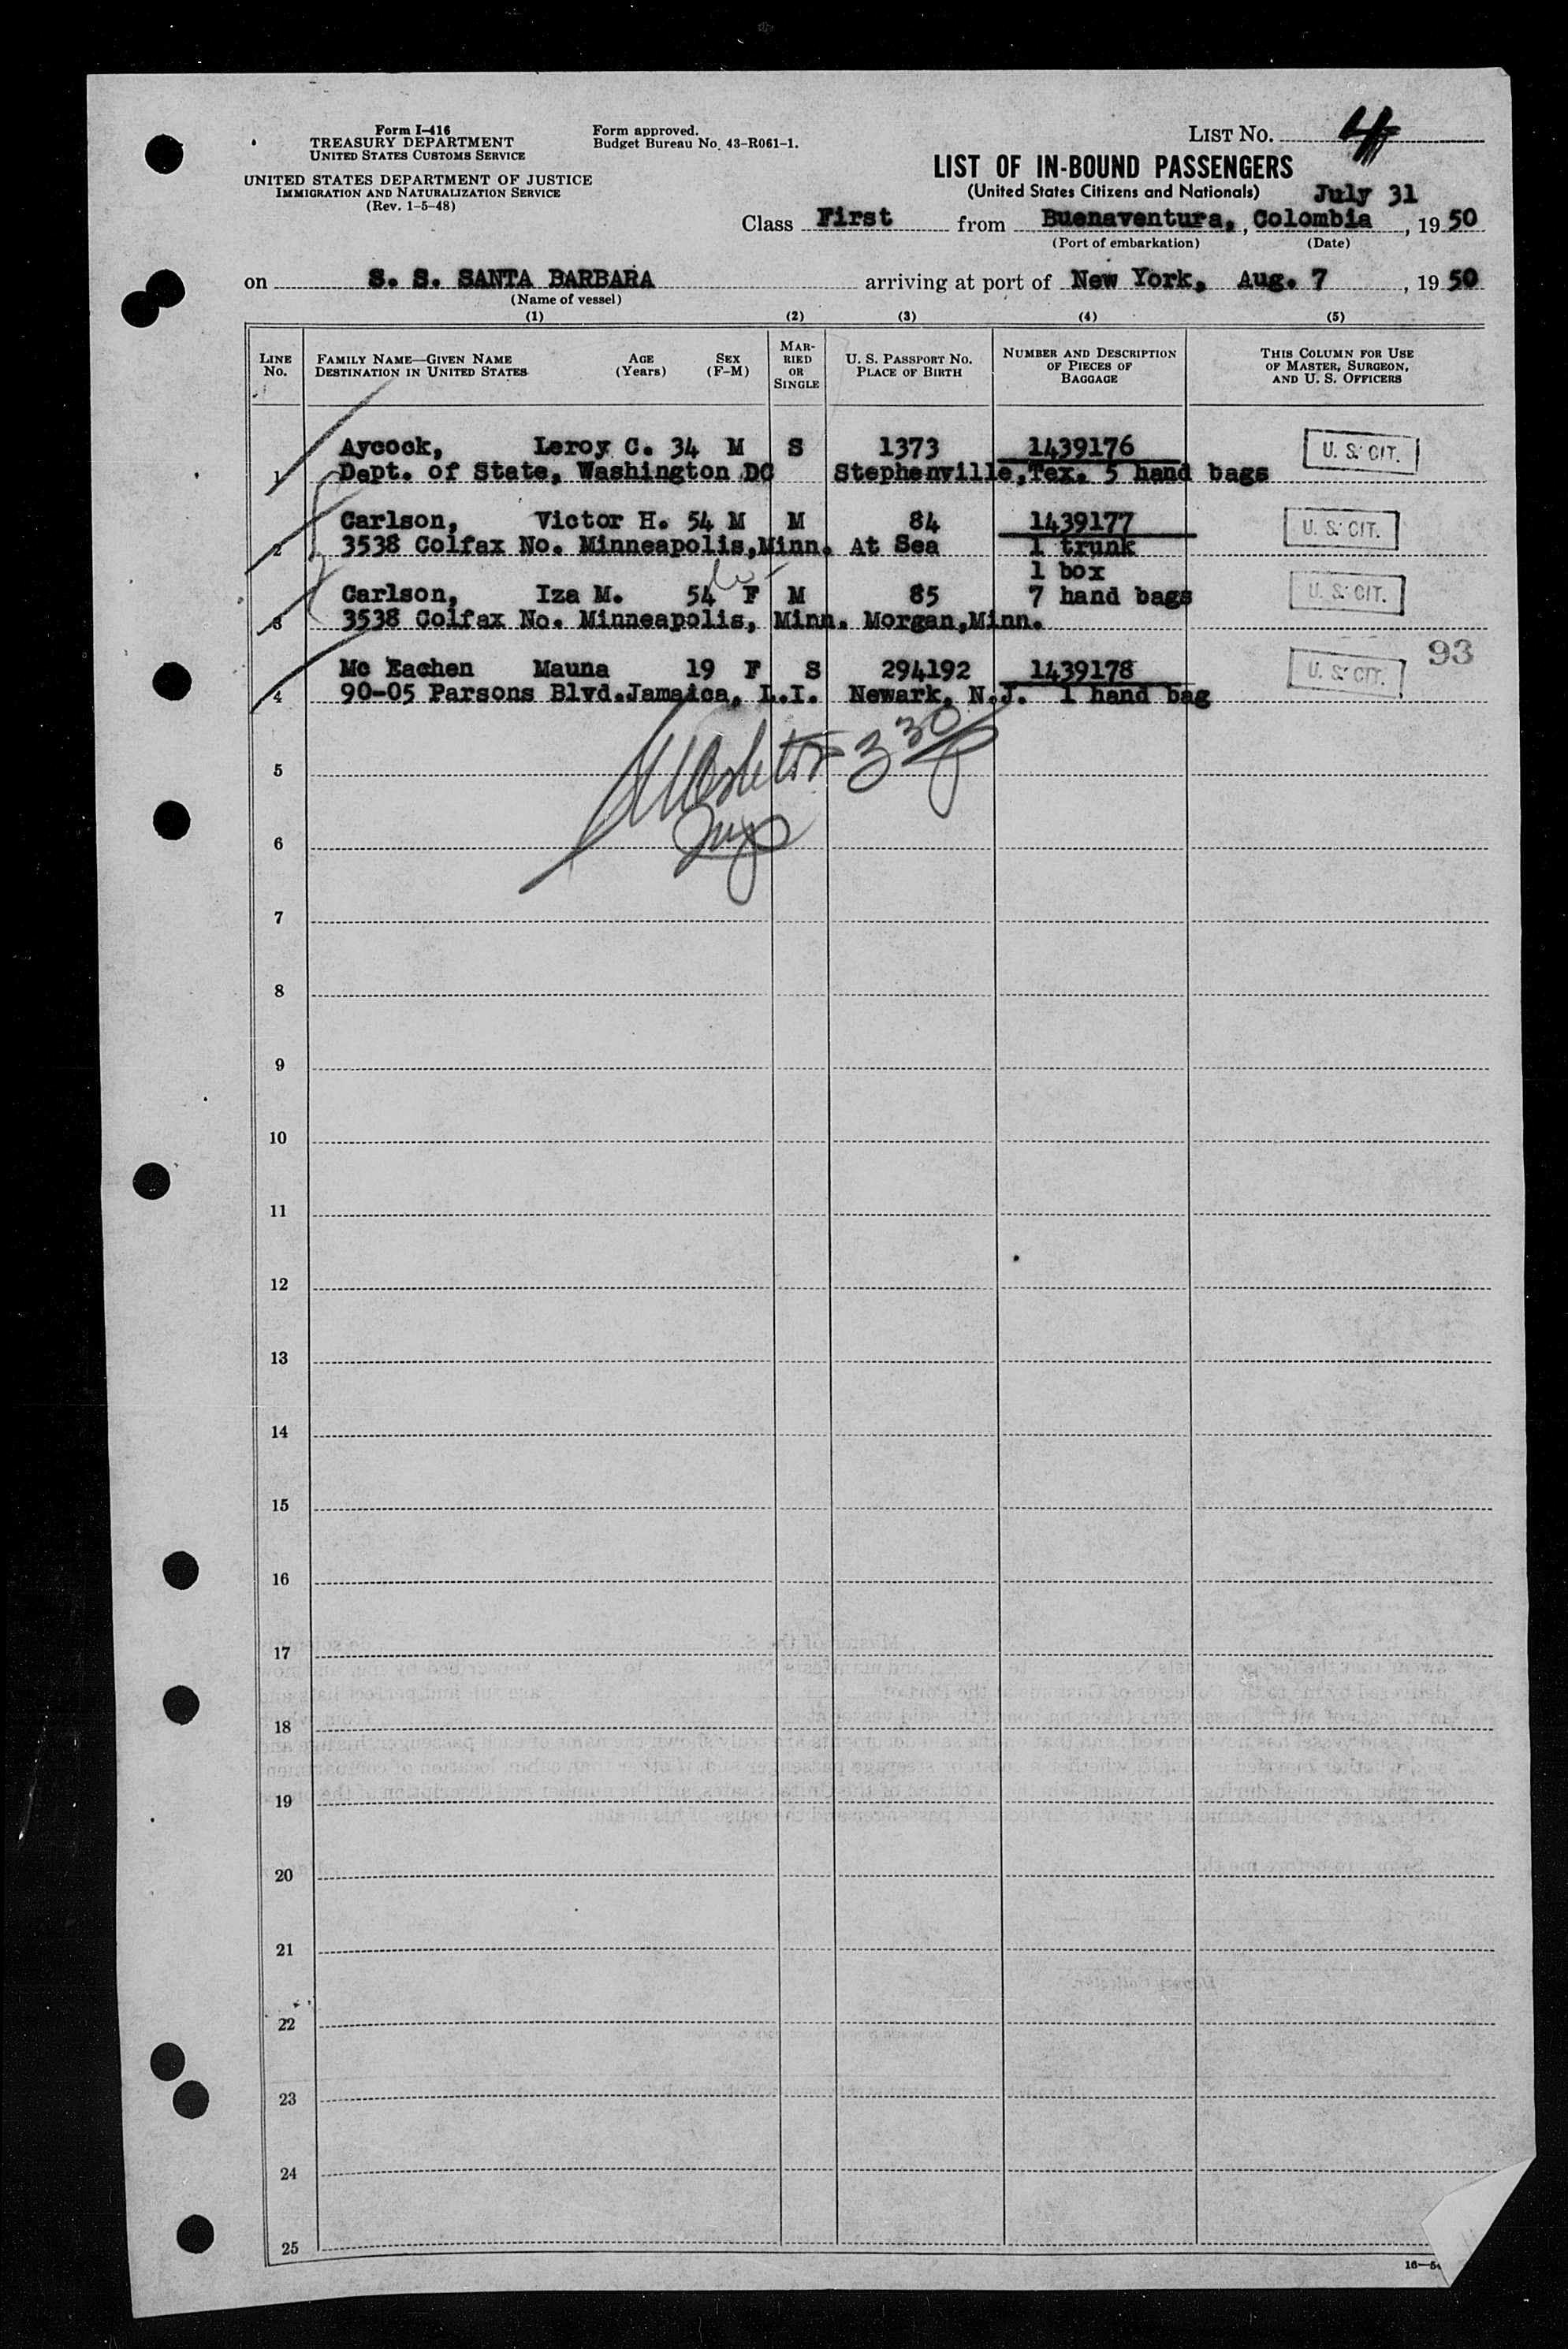 Form I-416
TREASURY DEPARTMENT
UNITED STATES CUSTOMS SERVICE
UNITED STATES DEPARTMENT OF JUSTICE
IMMIGRATION AND NATURALIZATION SERVICE
(Rev. 1-5-48)
Form approved.
Budget Bureau No. 43-R061-1.
LIST NO. 4
LIST OF IN-BOUND PASSENGERS
(United States Citizens and Nationals)
July 31
Class First from Buenaventura, Colombia, 1950
(Port of embarkation) (Date)
on S. S. SANTA BARBARA arriving at port of New York, Aug. 7, 1950
(Name of vessel)
(1) (2) (3) (4) (5)
LINE NO. FAMILY NAME—GIVEN NAME DESTINATION IN UNITED STATES AGE (Years) SEX (F-M) MARRIED OR SINGLE U. S. PASSPORT NO. PLACE OF BIRTH NUMBER AND DESCRIPTION OF PIECES OF BAGGAGE THIS COLUMN FOR USE OF MASTER, SURGEON, AND U. S. OFFICERS
Aycock, Leroy C. 34 M S 1373 1439176 U. S. CIT.
1 Dept. of State, Washington DC Stephenville, Tex. 5 hand bags
Carlson, Victor H. 54 M M 84 1439177 U. S. CIT.
2 3538 Colfax No. Minneapolis, Minn. At Sea 1 trunk
1 box
Carlson, Iza M. 54 F M 85 7 hand bags U. S. CIT.
3 3538 Colfax No. Minneapolis, Minn. Morgan, Minn.
93
Mc Eachen Mauna 19 F S 294192 1439178 U. S. CIT.
4 90-05 Parsons Blvd. Jamaica, L.I. Newark, N.J. 1 hand bag
5
6
7
8
9
10
11
12
13
14
15
16
17
18
19
20
21
22
23
24
25